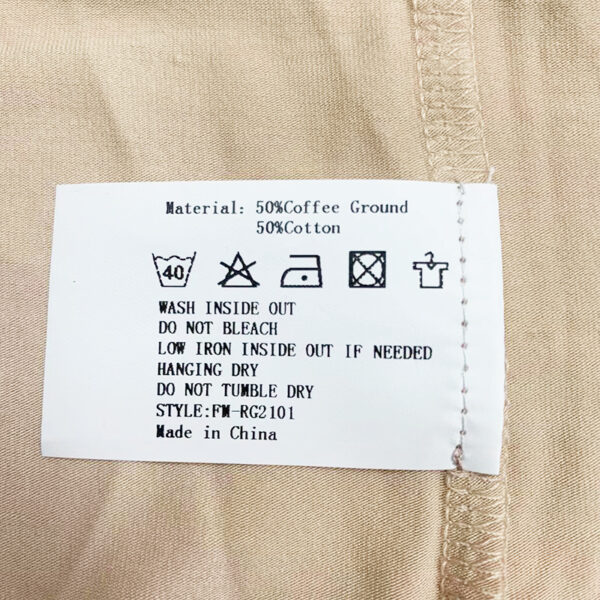 Material: 50%Coffee Ground
50%Cotton
40
WASH INSIDE OUT
DO NOT BLEACH
LOW IRON INSIDE OUT IF NEEDED
HANGING DRY
DO NOT TUMBLE DRY
STYLE:FM-RG2101
Made in China